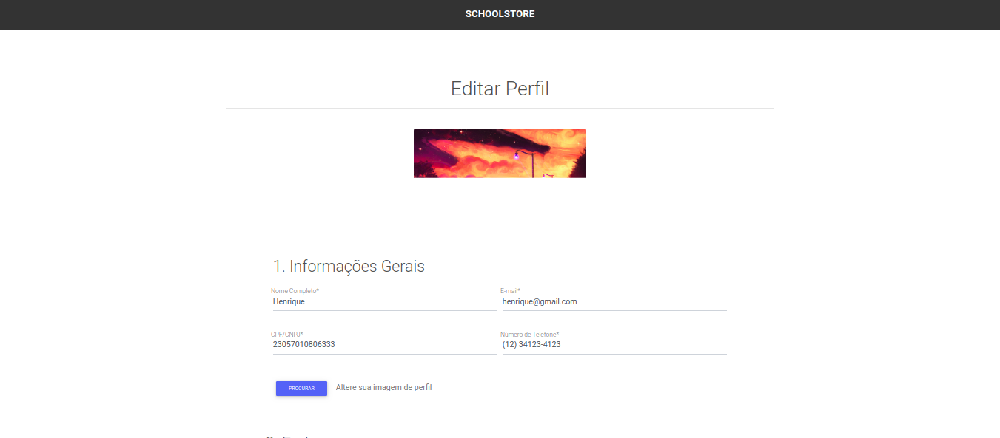 SCHOOLSTORE
Editar Perfil
1. Informações Gerais
Nome Completo*
E-mail*
Henrique
henrique@gmail.com
CPF/CNPJ*
Número de Telefone*
23057010806333
(12) 34123-4123
PROCURAR
Altere sua imagem de perfil